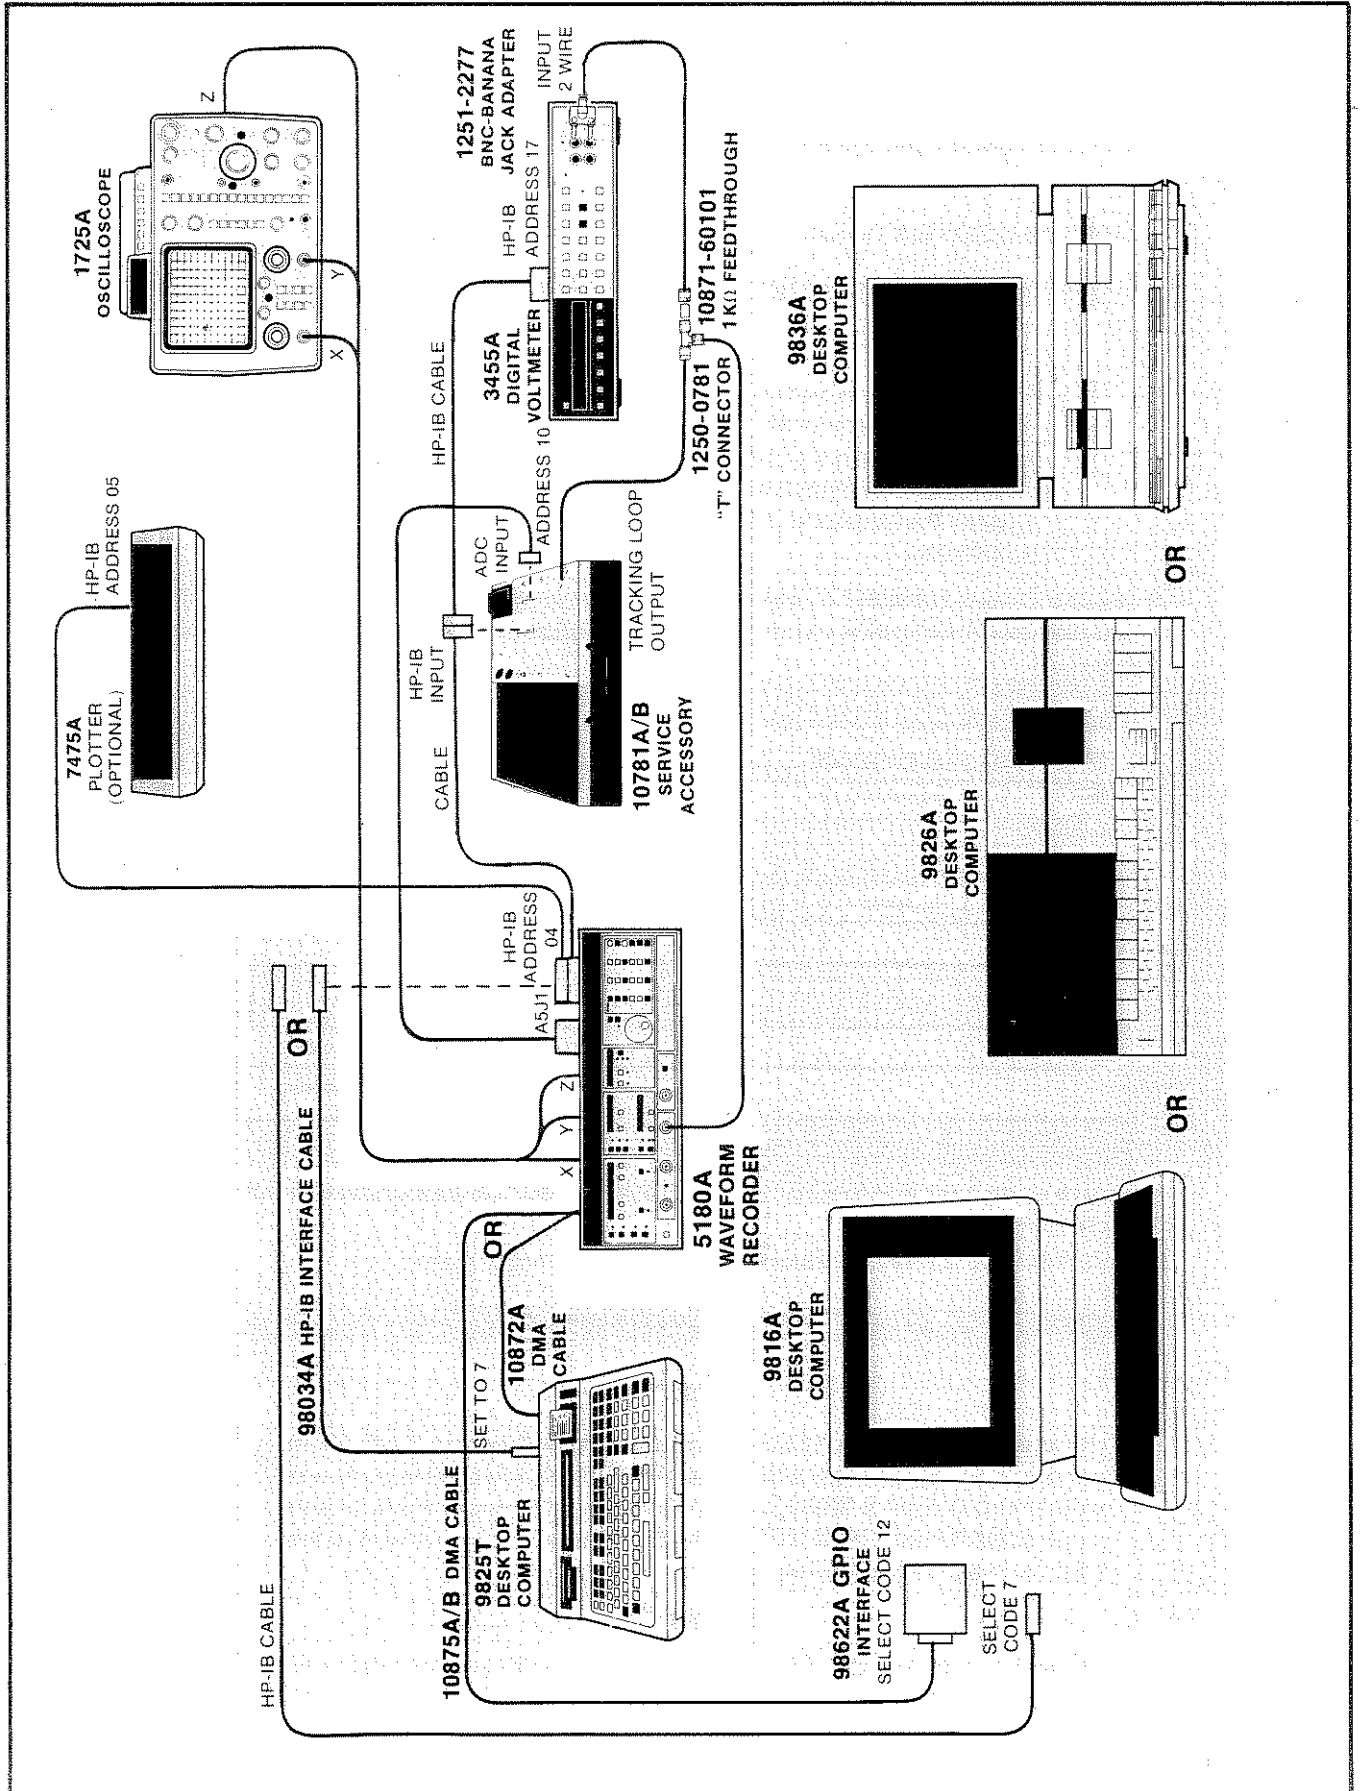 HP-IB CABLE
98034A HP-IB INTERFACE CABLE
OR
7475A
PLOTTER
(OPTIONAL)
HP-IB
ADDRESS 05
1725A
OSCILLOSCOPE
X
Y
Z
10875A/B DMA CABLE
SET TO 7
OR
10872A
DMA
CABLE
9825T
DESKTOP
COMPUTER
X
Y
Z
A5J1
HP-IB
ADDRESS
04
5180A
WAVEFORM
RECORDER
CABLE
HP-IB
INPUT
ADC
INPUT
ADDRESS 10
10781A/B
SERVICE
ACCESSORY
TRACKING LOOP
OUTPUT
HP-IB CABLE
3455A
DIGITAL
VOLTMETER
HP-IB
ADDRESS 17
1251-2277
BNC-BANANA
JACK ADAPTER
INPUT
2 WIRE
1250-0781
"T" CONNECTOR
10871-60101
1KΩ FEEDTHROUGH
98622A GPIO
INTERFACE
SELECT CODE 12
SELECT
CODE 7
9816A
DESKTOP
COMPUTER
OR
9826A
DESKTOP
COMPUTER
OR
9836A
DESKTOP
COMPUTER